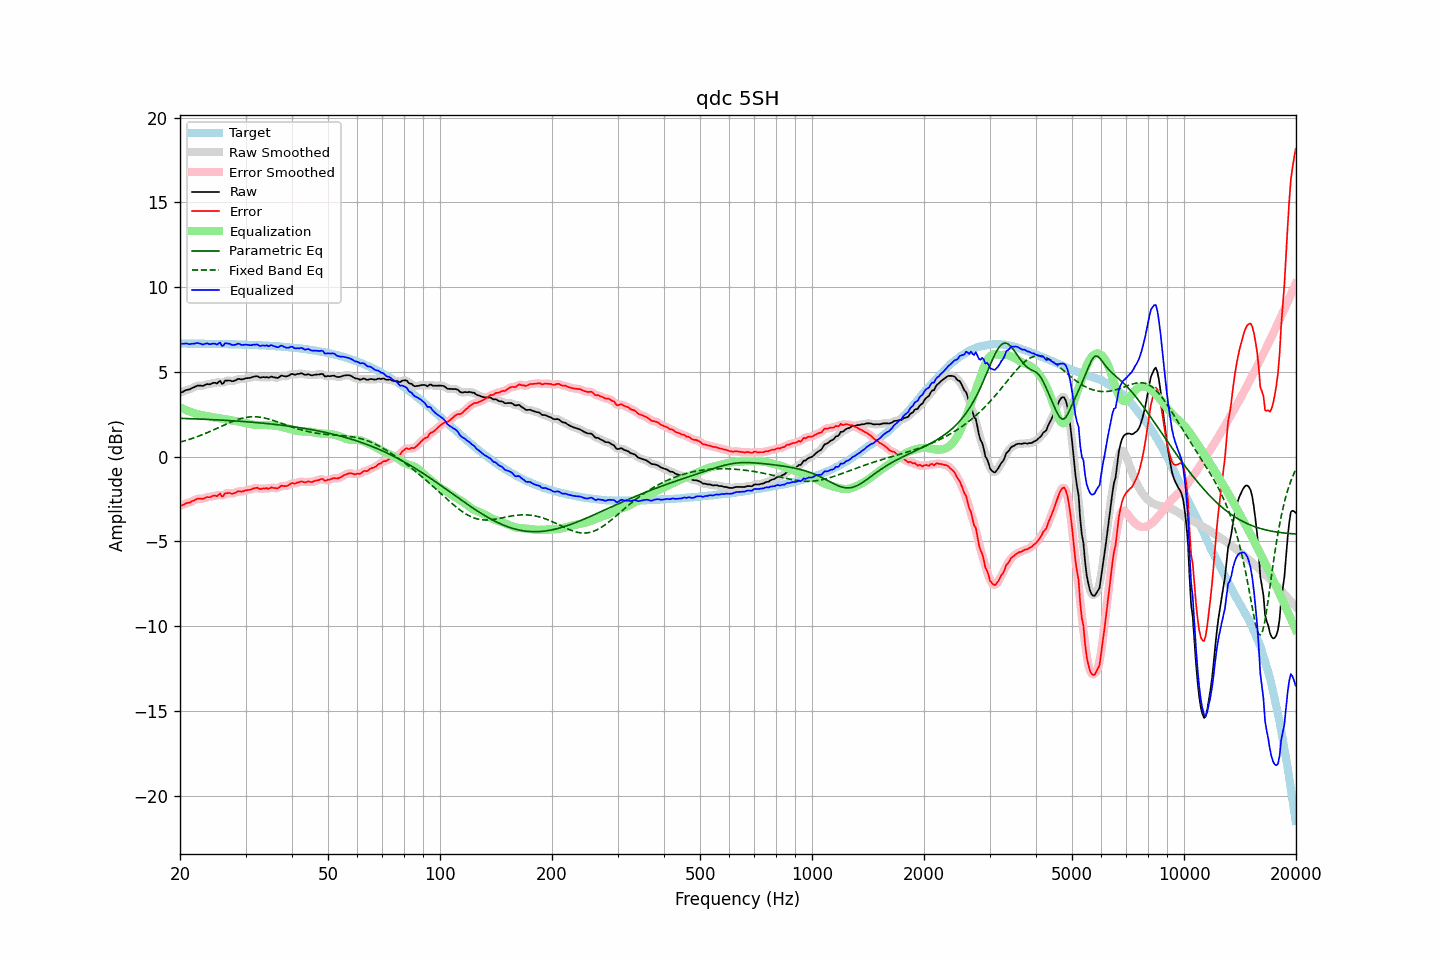 qdc 5SH
Amplitude (dBr)
20
15
10
5
0
−5
−10
−15
−20
Target
Raw Smoothed
Error Smoothed
Raw
Error
Equalization
Parametric Eq
Fixed Band Eq
Equalized
20 50 100 200 500 1000 2000 5000 10000 20000
Frequency (Hz)